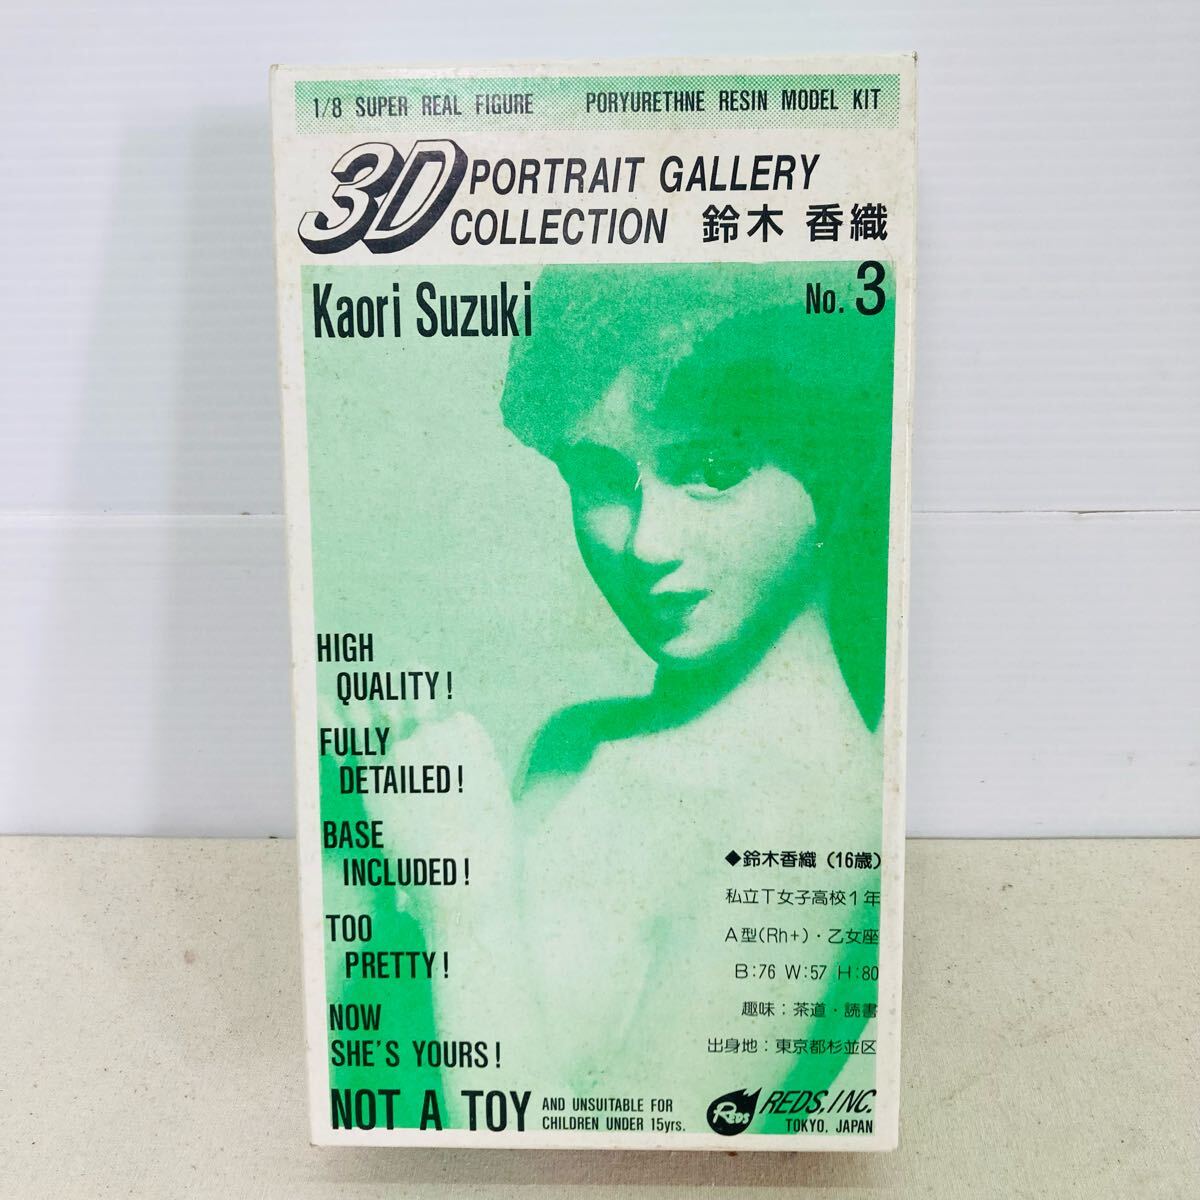 1/8 SUPER REAL FIGURE PORYURETHNE RESIN MODEL KIT
3D PORTRAIT GALLERY
COLLECTION 鈴木 香織
Kaori Suzuki
No. 3
HIGH
QUALITY!
FULLY
DETAILED!
BASE
INCLUDED!
TOO
PRETTY!
NOW
SHE'S YOURS!
◆鈴木香織(16歳)
私立T女子高校1年
A型(Rh+)・乙女座
B:76 W:57 H:80
趣味:茶道・読書
出身地:東京都杉並区
NOT A TOY
AND UNSUITABLE FOR
CHILDREN UNDER 15yrs.
REDS
REDS,INC.
TOKYO, JAPAN